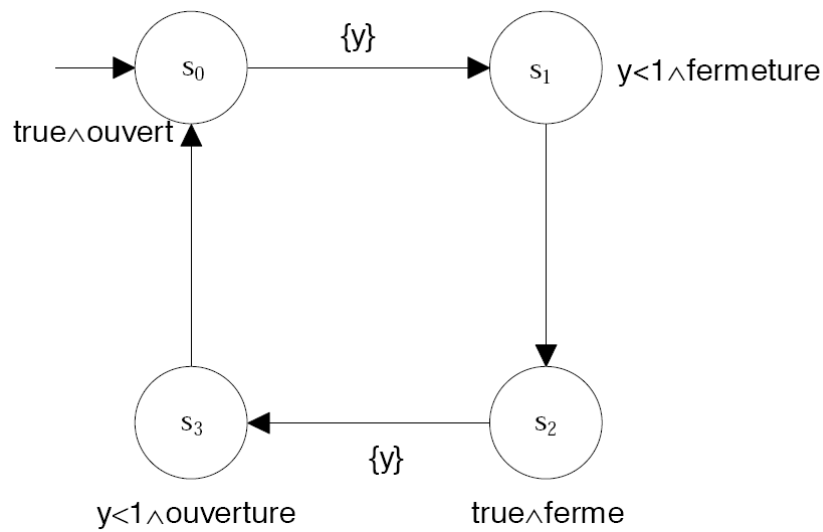 {y}
s₀
s₁
y<1∧fermeture
true∧ouvert
s₃
s₂
{y}
y<1∧ouverture
true∧ferme